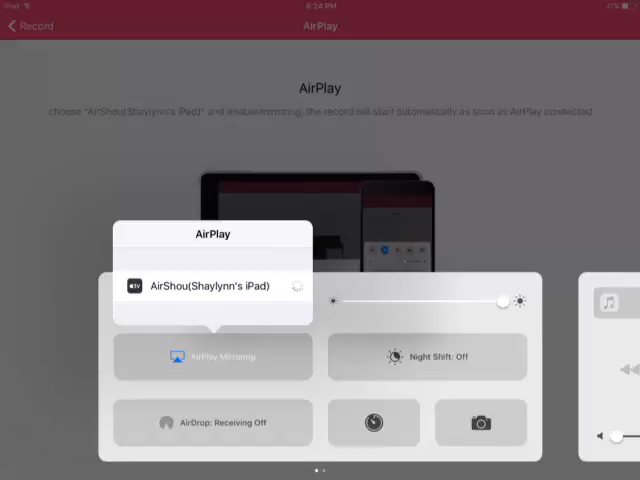 iPad 6:24 PM 47%
Record AirPlay
AirPlay
choose "AirShou(Shaylynn's iPad)" and enable mirroring, the record will start automatically as soon as AirPlay connected
AirPlay
AirShou(Shaylynn's iPad)
AirPlay Mirroring
Night Shift: Off
AirDrop: Receiving Off